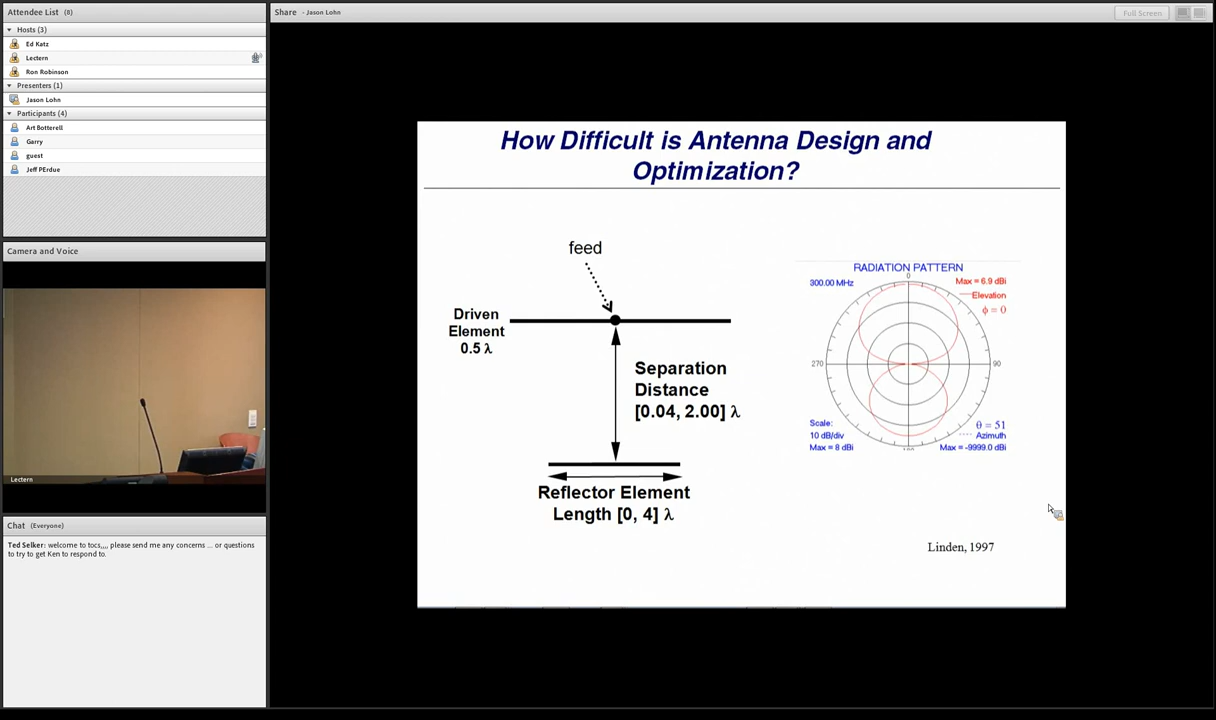 Attendee List (8)
Hosts (3)
Ed Katz
Lectern
Ron Robinson
Presenters (1)
Jason Lohn
Participants (4)
Art Botterell
Garry
guest
Jeff PErdue
Camera and Voice
Lectern
Chat (Everyone)
Ted Selker: welcome to tocs,,,, please send me any concerns ... or questions
to try to get Ken to respond to.
Share - Jason Lohn
Full Screen
How Difficult is Antenna Design and
Optimization?
feed
Driven
Element
0.5 λ
Separation
Distance
[0.04, 2.00] λ
Reflector Element
Length [0, 4] λ
RADIATION PATTERN
300.00 MHz
0
Max = 6.9 dBi
Elevation
ϕ = 0
270
90
Scale:
10 dB/div
Max = 8 dBi
θ = 51
Azimuth
Max = -9999.0 dBi
Linden, 1997